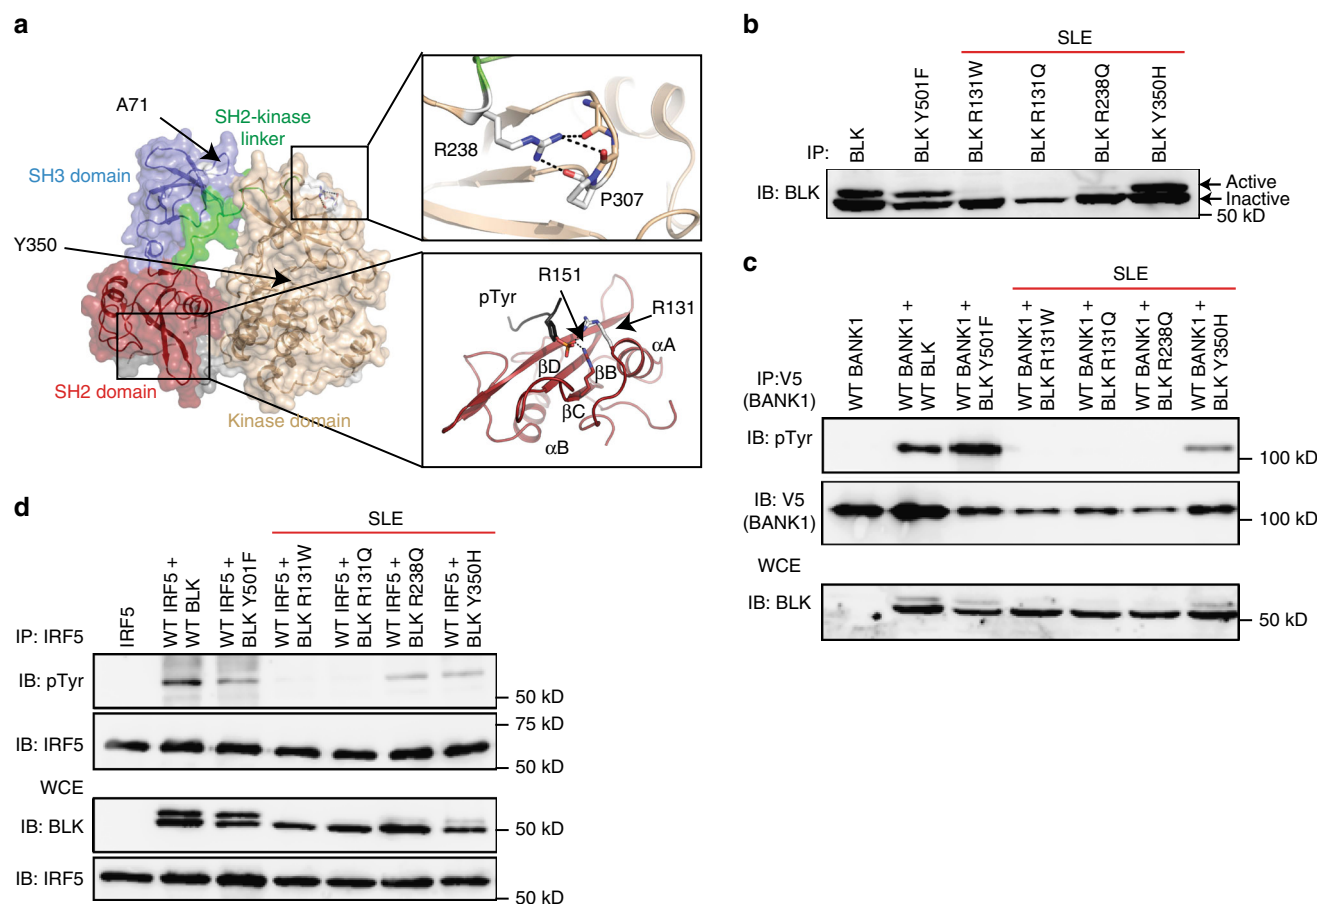 a
A71
SH2-kinase
linker
SH3 domain
Y350
SH2 domain
Kinase domain
R238
P307
R151
pTyr
R131
αA
βD
βB
βC
αB
b
SLE
IP:
BLK
BLK Y501F
BLK R131W
BLK R131Q
BLK R238Q
BLK Y350H
IB: BLK
Active
Inactive
50 kD
c
SLE
IP:V5
(BANK1)
WT BANK1
WT BANK1 +
WT BLK
WT BANK1 +
BLK Y501F
WT BANK1 +
BLK R131W
WT BANK1 +
BLK R131Q
WT BANK1 +
BLK R238Q
WT BANK1 +
BLK Y350H
IB: pTyr
100 kD
IB: V5
(BANK1)
100 kD
WCE
IB: BLK
50 kD
d
SLE
IP: IRF5
IRF5
WT IRF5 +
WT BLK
WT IRF5 +
BLK Y501F
WT IRF5 +
BLK R131W
WT IRF5 +
BLK R131Q
WT IRF5 +
BLK R238Q
WT IRF5 +
BLK Y350H
IB: pTyr
50 kD
75 kD
IB: IRF5
50 kD
WCE
IB: BLK
50 kD
IB: IRF5
50 kD